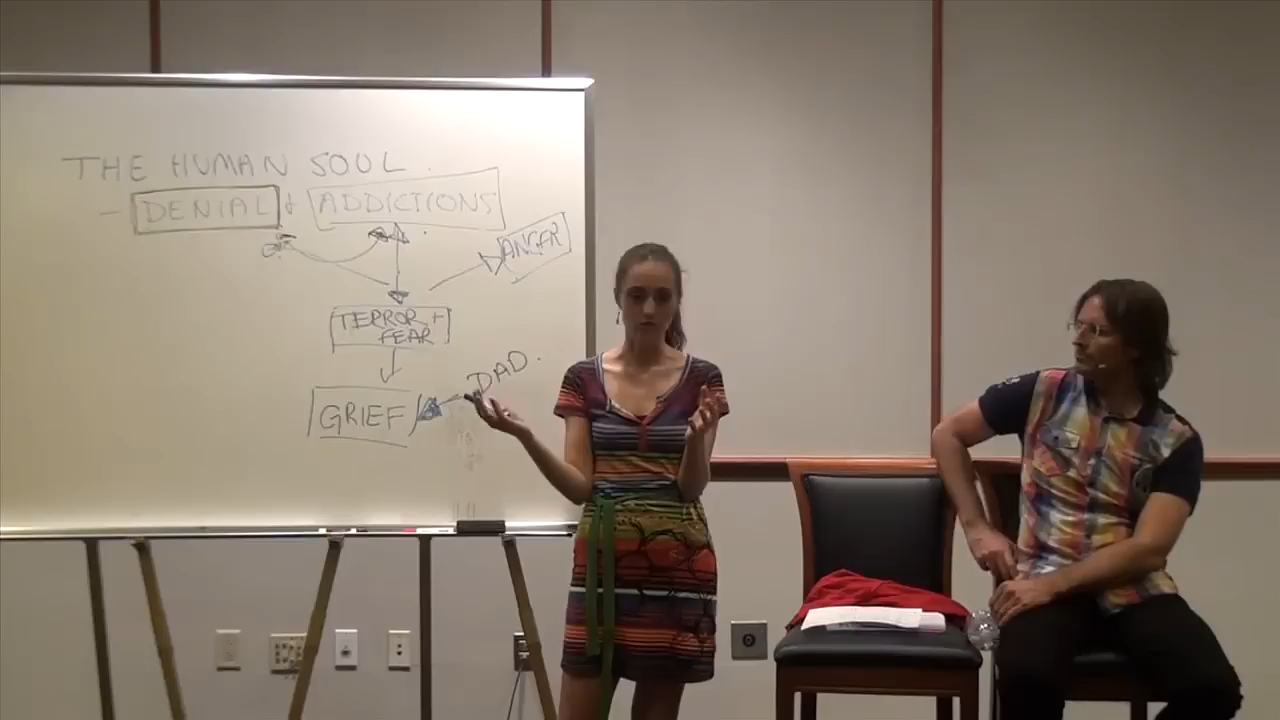 THE HUMAN SOUL.
- DENIAL & ADDICTIONS
ANGER
TERROR +
FEAR
DAD.
GRIEF